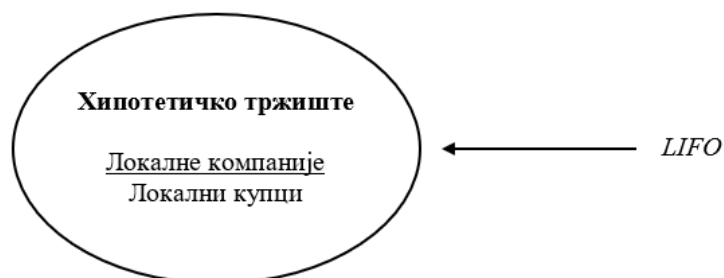 Хипотетичко тржиште
Локалне компаније
Локални купци
LIFO